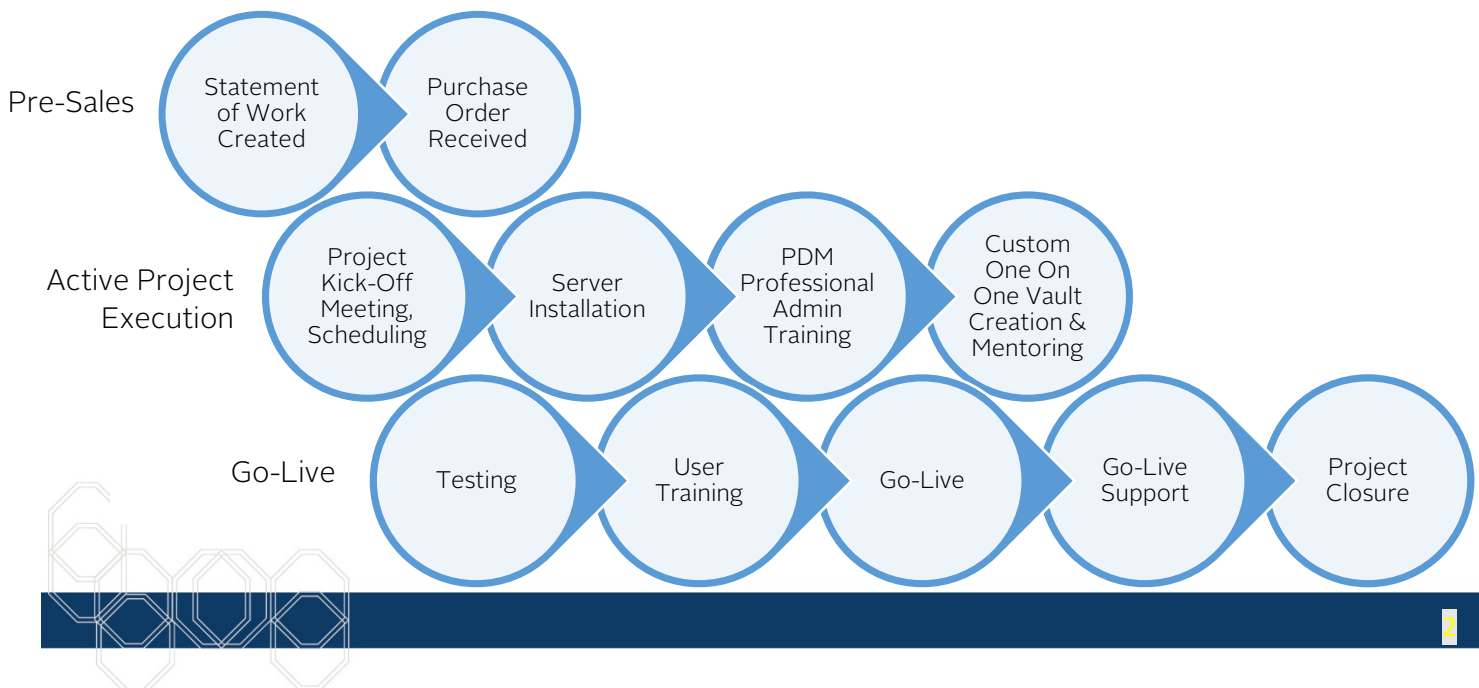 Pre-Sales
Statement
of Work
Created
Purchase
Order
Received
Active Project
Execution
Project
Kick-Off
Meeting,
Scheduling
Server
Installation
PDM
Professional
Admin
Training
Custom
One On
One Vault
Creation &
Mentoring
Go-Live
Testing
User
Training
Go-Live
Go-Live
Support
Project
Closure
2